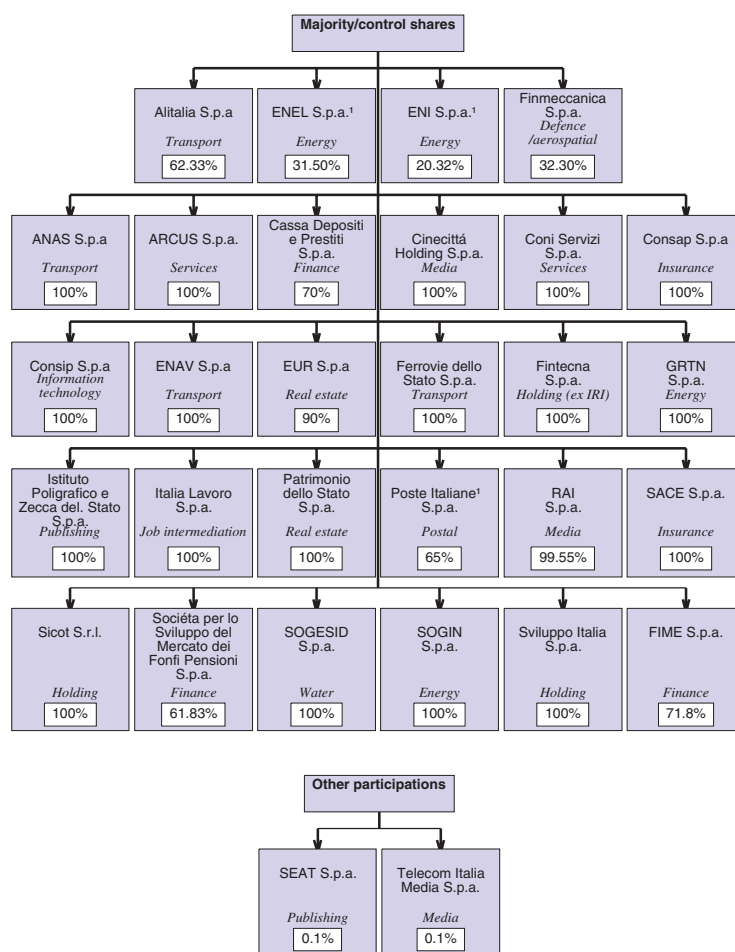 Majority/control shares
Alitalia S.p.a
Transport
62.33%
ENEL S.p.a.¹
Energy
31.50%
ENI S.p.a.¹
Energy
20.32%
Finmeccanica
S.p.a.
Defence
/aerospatial
32.30%
ANAS S.p.a
Transport
100%
ARCUS S.p.a.
Services
100%
Cassa Depositi
e Prestiti
S.p.a.
Finance
70%
Cinecittá
Holding S.p.a.
Media
100%
Coni Servizi
S.p.a.
Services
100%
Consap S.p.a
Insurance
100%
Consip S.p.a
Information
technology
100%
ENAV S.p.a
Transport
100%
EUR S.p.a
Real estate
90%
Ferrovie dello
Stato S.p.a.
Transport
100%
Fintecna
S.p.a.
Holding (ex IRI)
100%
GRTN
S.p.a.
Energy
100%
Istituto
Poligrafico e
Zecca del. Stato
S.p.a.
Publishing
100%
Italia Lavoro
S.p.a.
Job intermediation
100%
Patrimonio
dello Stato
S.p.a.
Real estate
100%
Poste Italiane¹
S.p.a.
Postal
65%
RAI
S.p.a.
Media
99.55%
SACE S.p.a.
Insurance
100%
Sicot S.r.l.
Holding
100%
Sociéta per lo
Sviluppo del
Mercato dei
Fonfi Pensioni
S.p.a.
Finance
61.83%
SOGESID
S.p.a.
Water
100%
SOGIN
S.p.a.
Energy
100%
Sviluppo Italia
S.p.a.
Holding
100%
FIME S.p.a.
Finance
71.8%
Other participations
SEAT S.p.a.
Publishing
0.1%
Telecom Italia
Media S.p.a.
Media
0.1%